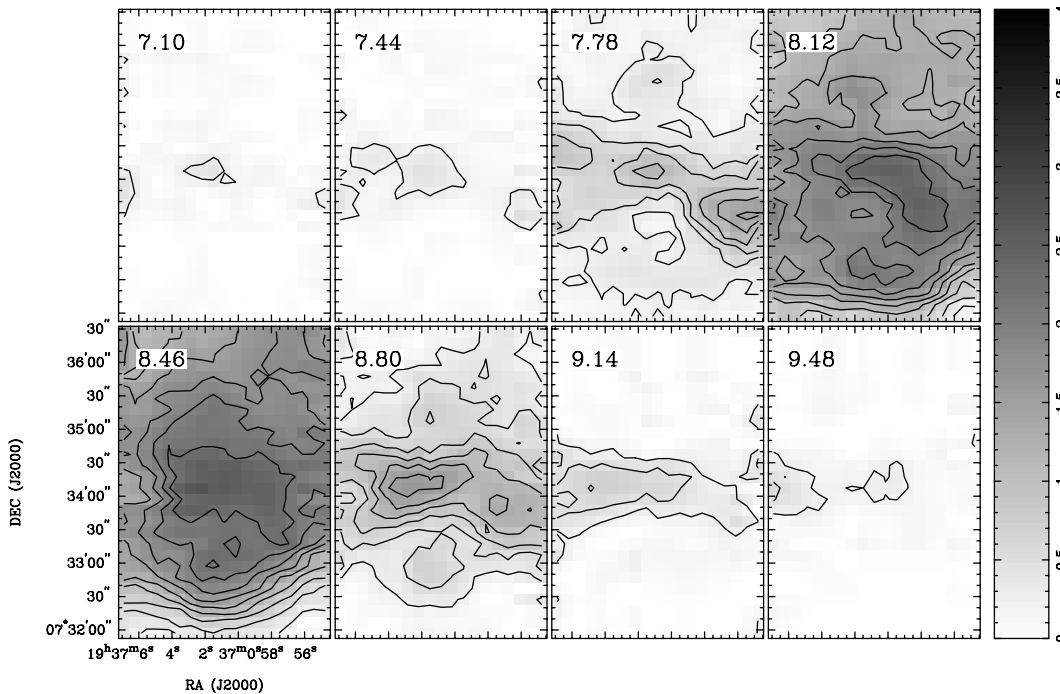 7.10 7.44 7.78 8.12
8.46 8.80 9.14 9.48
30"
36'00"
30"
35'00"
30"
34'00"
30"
33'00"
30"
07°32'00"
DEC (J2000)
19ʰ37ᵐ6ˢ 4ˢ 2ˢ 37ᵐ0ˢ58ˢ 56ˢ
RA (J2000)